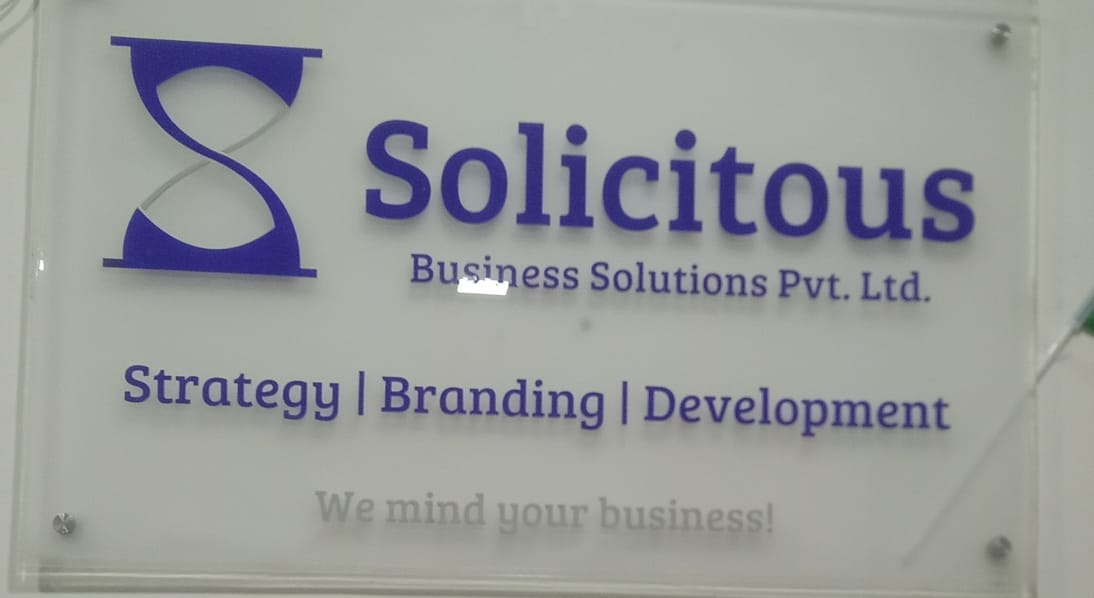 Solicitous
Business Solutions Pvt. Ltd.
Strategy | Branding | Development
We mind your business!